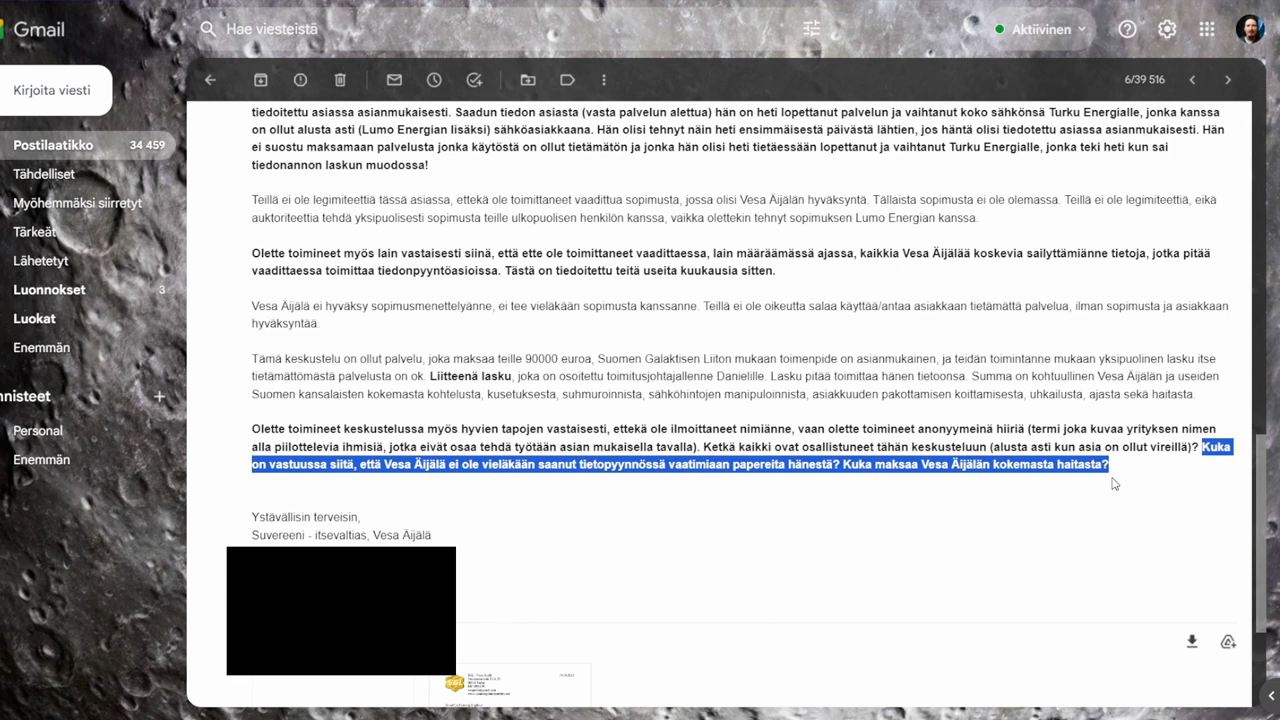 Gmail
Hae viesteistä
Aktiivinen
Kirjoita viesti
6/39 516
Postilaatikko 34 459
Tähdelliset
Myöhemmäksi siirretyt
Tärkeät
Lähetetyt
Luonnokset 3
Luokat
Enemmän
nnisteet
Personal
Enemmän
tiedoitettu asiassa asianmukaisesti. Saadun tiedon asiasta (vasta palvelun alettua) hän on heti lopettanut palvelun ja vaihtanut koko sähkönsä Turku Energialle, jonka kanssa
on ollut alusta asti (Lumo Energian lisäksi) sähköasiakkaana. Hän olisi tehnyt näin heti ensimmäisestä päivästä lähtien, jos häntä olisi tiedotettu asiassa asianmukaisesti. Hän
ei suostu maksamaan palvelusta jonka käytöstä on ollut tietämätön ja jonka hän olisi heti tietäessään lopettanut ja vaihtanut Turku Energialle, jonka teki heti kun sai
tiedonannon laskun muodossa!
Teillä ei ole legimiteettiä tässä asiassa, ettekä ole toimittaneet vaadittua sopimusta, jossa olisi Vesa Äijälän hyväksyntä. Tällaista sopimusta ei ole olemassa. Teillä ei ole legimiteettiä, eikä
auktoriteettia tehdä yksipuolisesti sopimusta teille ulkopuolisen henkilön kanssa, vaikka olettekin tehnyt sopimuksen Lumo Energian kanssa.
Olette toimineet myös lain vastaisesti siinä, että ette ole toimittaneet vaadittaessa, lain määräämässä ajassa, kaikkia Vesa Äijälää koskevia sailyttämiänne tietoja, jotka pitää
vaadittaessa toimittaa tiedonpyyntöasioissa. Tästä on tiedoitettu teitä useita kuukausia sitten.
Vesa Äijälä ei hyväksy sopimusmenettelyänne, ei tee vieläkään sopimusta kanssanne. Teillä ei ole oikeutta salaa käyttää/antaa asiakkaan tietämättä palvelua, ilman sopimusta ja asiakkaan
hyväksyntää.
Tämä keskustelu on ollut palvelu, joka maksaa teille 90000 euroa, Suomen Galaktisen Liiton mukaan toimenpide on asianmukainen, ja teidän toimintanne mukaan yksipuolinen lasku itse
tietämättömästä palvelusta on ok. Liitteenä lasku, joka on osoitettu toimitusjohtajallenne Danielille. Lasku pitää toimittaa hänen tietoonsa. Summa on kohtuullinen Vesa Äijälän ja useiden
Suomen kansalaisten kokemasta kohtelusta, kusetuksesta, suhmuroinnista, sähköhintojen manipuloinnista, asiakkuuden pakottamisen koittamisesta, uhkailusta, ajasta sekä haitasta.
Olette toimineet keskustelussa myös hyvien tapojen vastaisesti, ettekä ole ilmoittaneet nimiänne, vaan olette toimineet anonyymeinä hiiriä (termi joka kuvaa yrityksen nimen
alla piilottelevia ihmisiä, jotka eivät osaa tehdä työtään asian mukaisella tavalla). Ketkä kaikki ovat osallistuneet tähän keskusteluun (alusta asti kun asia on ollut vireillä)? Kuka
on vastuussa siitä, että Vesa Äijälä ei ole vieläkään saanut tietopyynnössä vaatimiaan papereita hänestä? Kuka maksaa Vesa Äijälän kokemasta haitasta?
Ystävällisin terveisin,
Suvereeni - itsevaltias, Vesa Äijälä